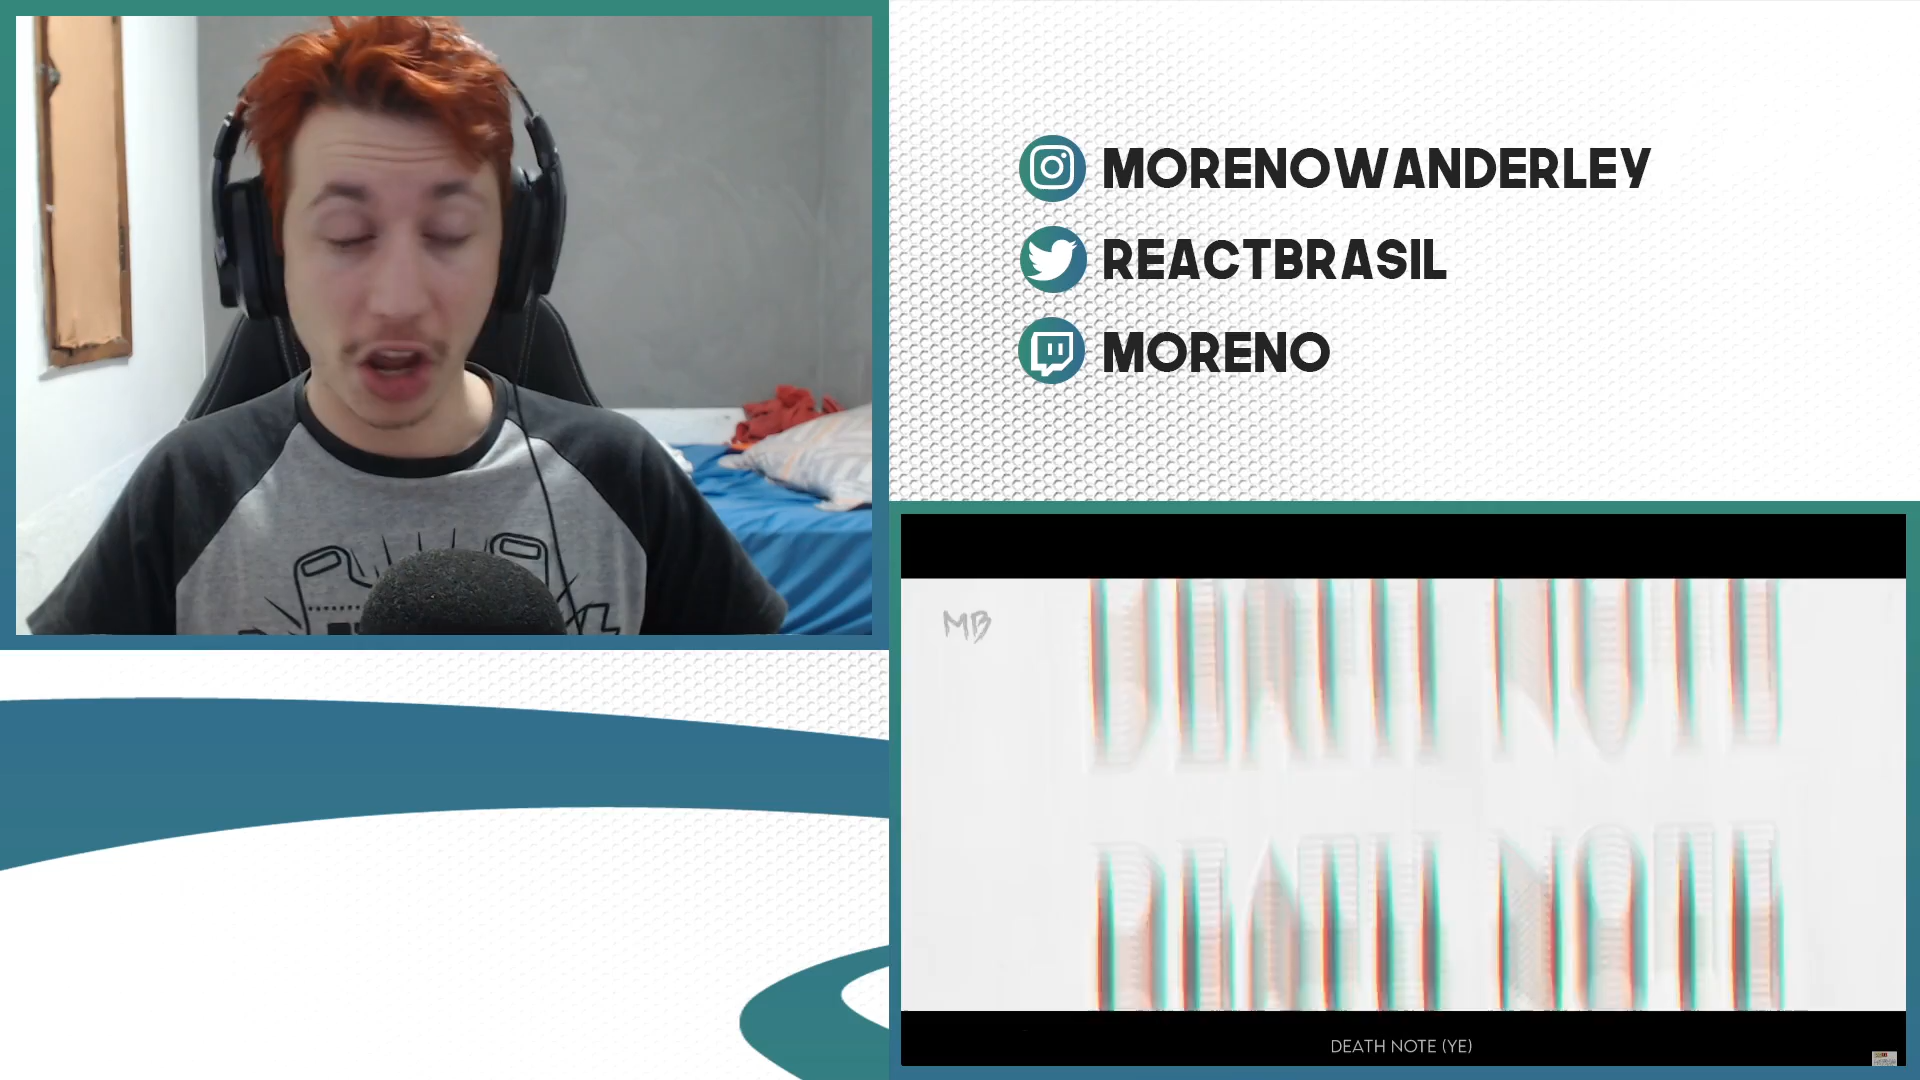 MORENOWANDERLEY
REACTBRASIL
MORENO
MB
DEATH NOTE
DEATH NOTE
DEATH NOTE (YE)